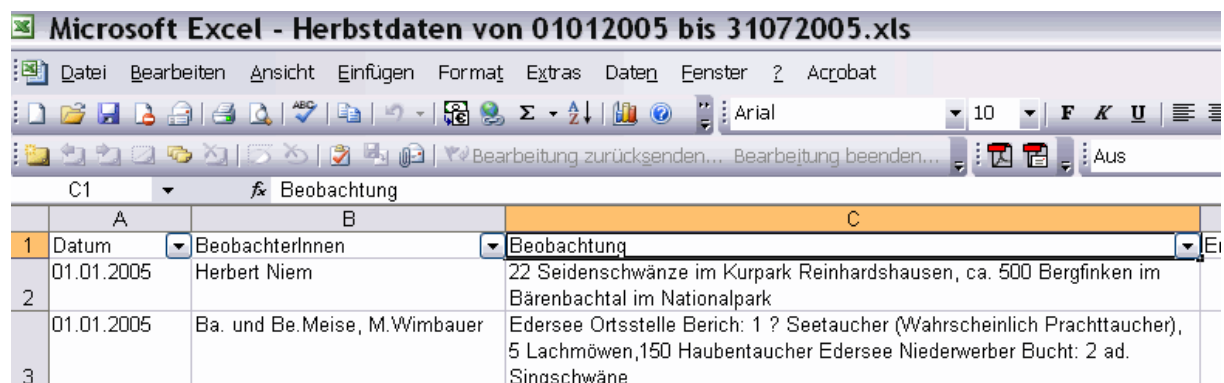 Microsoft Excel - Herbstdaten von 01012005 bis 31072005.xls
Datei Bearbeiten Ansicht Einfügen Format Extras Daten Fenster ? Acrobat
Arial 10 F K U
Bearbeitung zurücksenden... Bearbeitung beenden... Aus
C1 fx Beobachtung
A B C
1 Datum BeobachterInnen Beobachtung
01.01.2005 Herbert Niem 22 Seidenschwänze im Kurpark Reinhardshausen, ca. 500 Bergfinken im
2 Bärenbachtal im Nationalpark
01.01.2005 Ba. und Be.Meise, M.Wimbauer Edersee Ortsstelle Berich: 1 ? Seetaucher (Wahrscheinlich Prachttaucher),
5 Lachmöwen,150 Haubentaucher Edersee Niederwerber Bucht: 2 ad.
3 Singschwäne